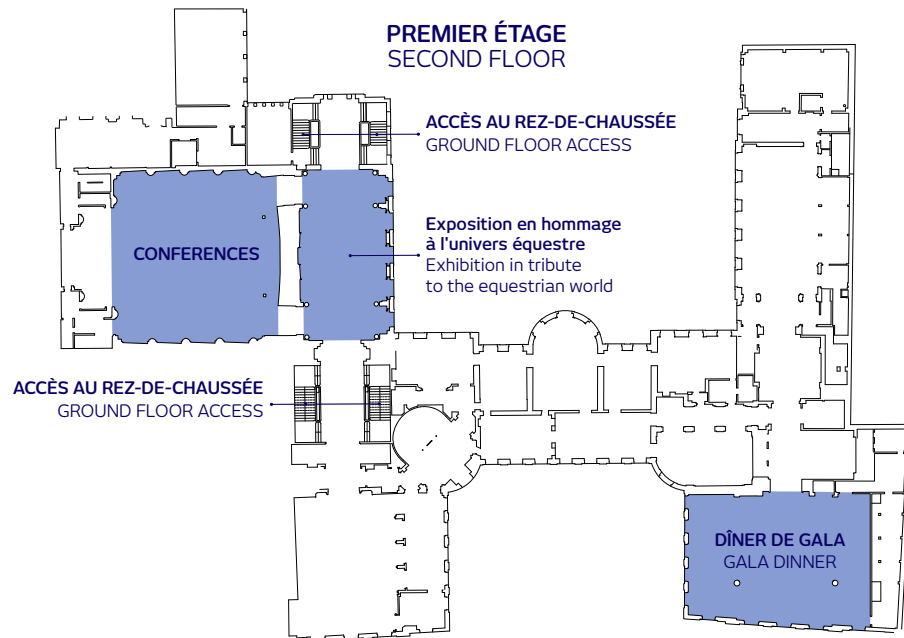 PREMIER ÉTAGE
SECOND FLOOR
ACCÈS AU REZ-DE-CHAUSSÉE
GROUND FLOOR ACCESS
CONFERENCES
Exposition en hommage
à l'univers équestre
Exhibition in tribute
to the equestrian world
ACCÈS AU REZ-DE-CHAUSSÉE
GROUND FLOOR ACCESS
DÎNER DE GALA
GALA DINNER